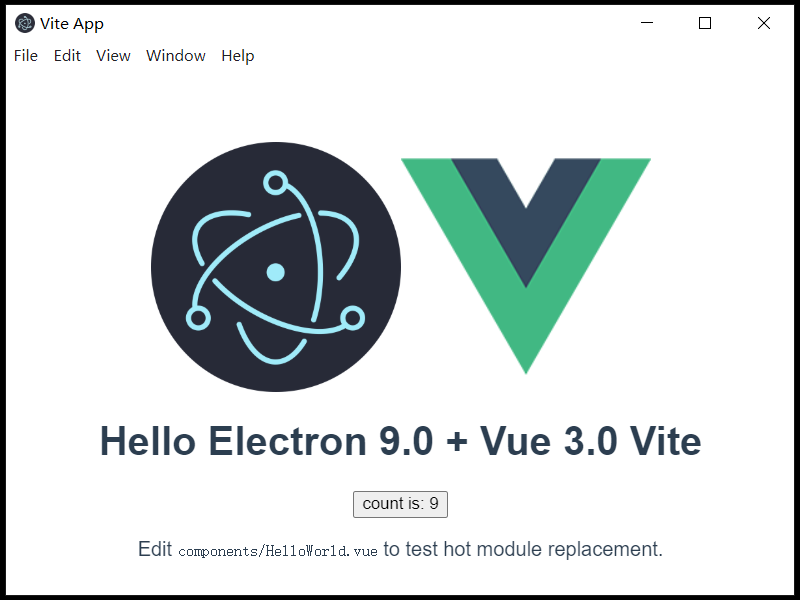 Vite App
File Edit View Window Help
Hello Electron 9.0 + Vue 3.0 Vite
count is: 9
Edit components/HelloWorld.vue to test hot module replacement.